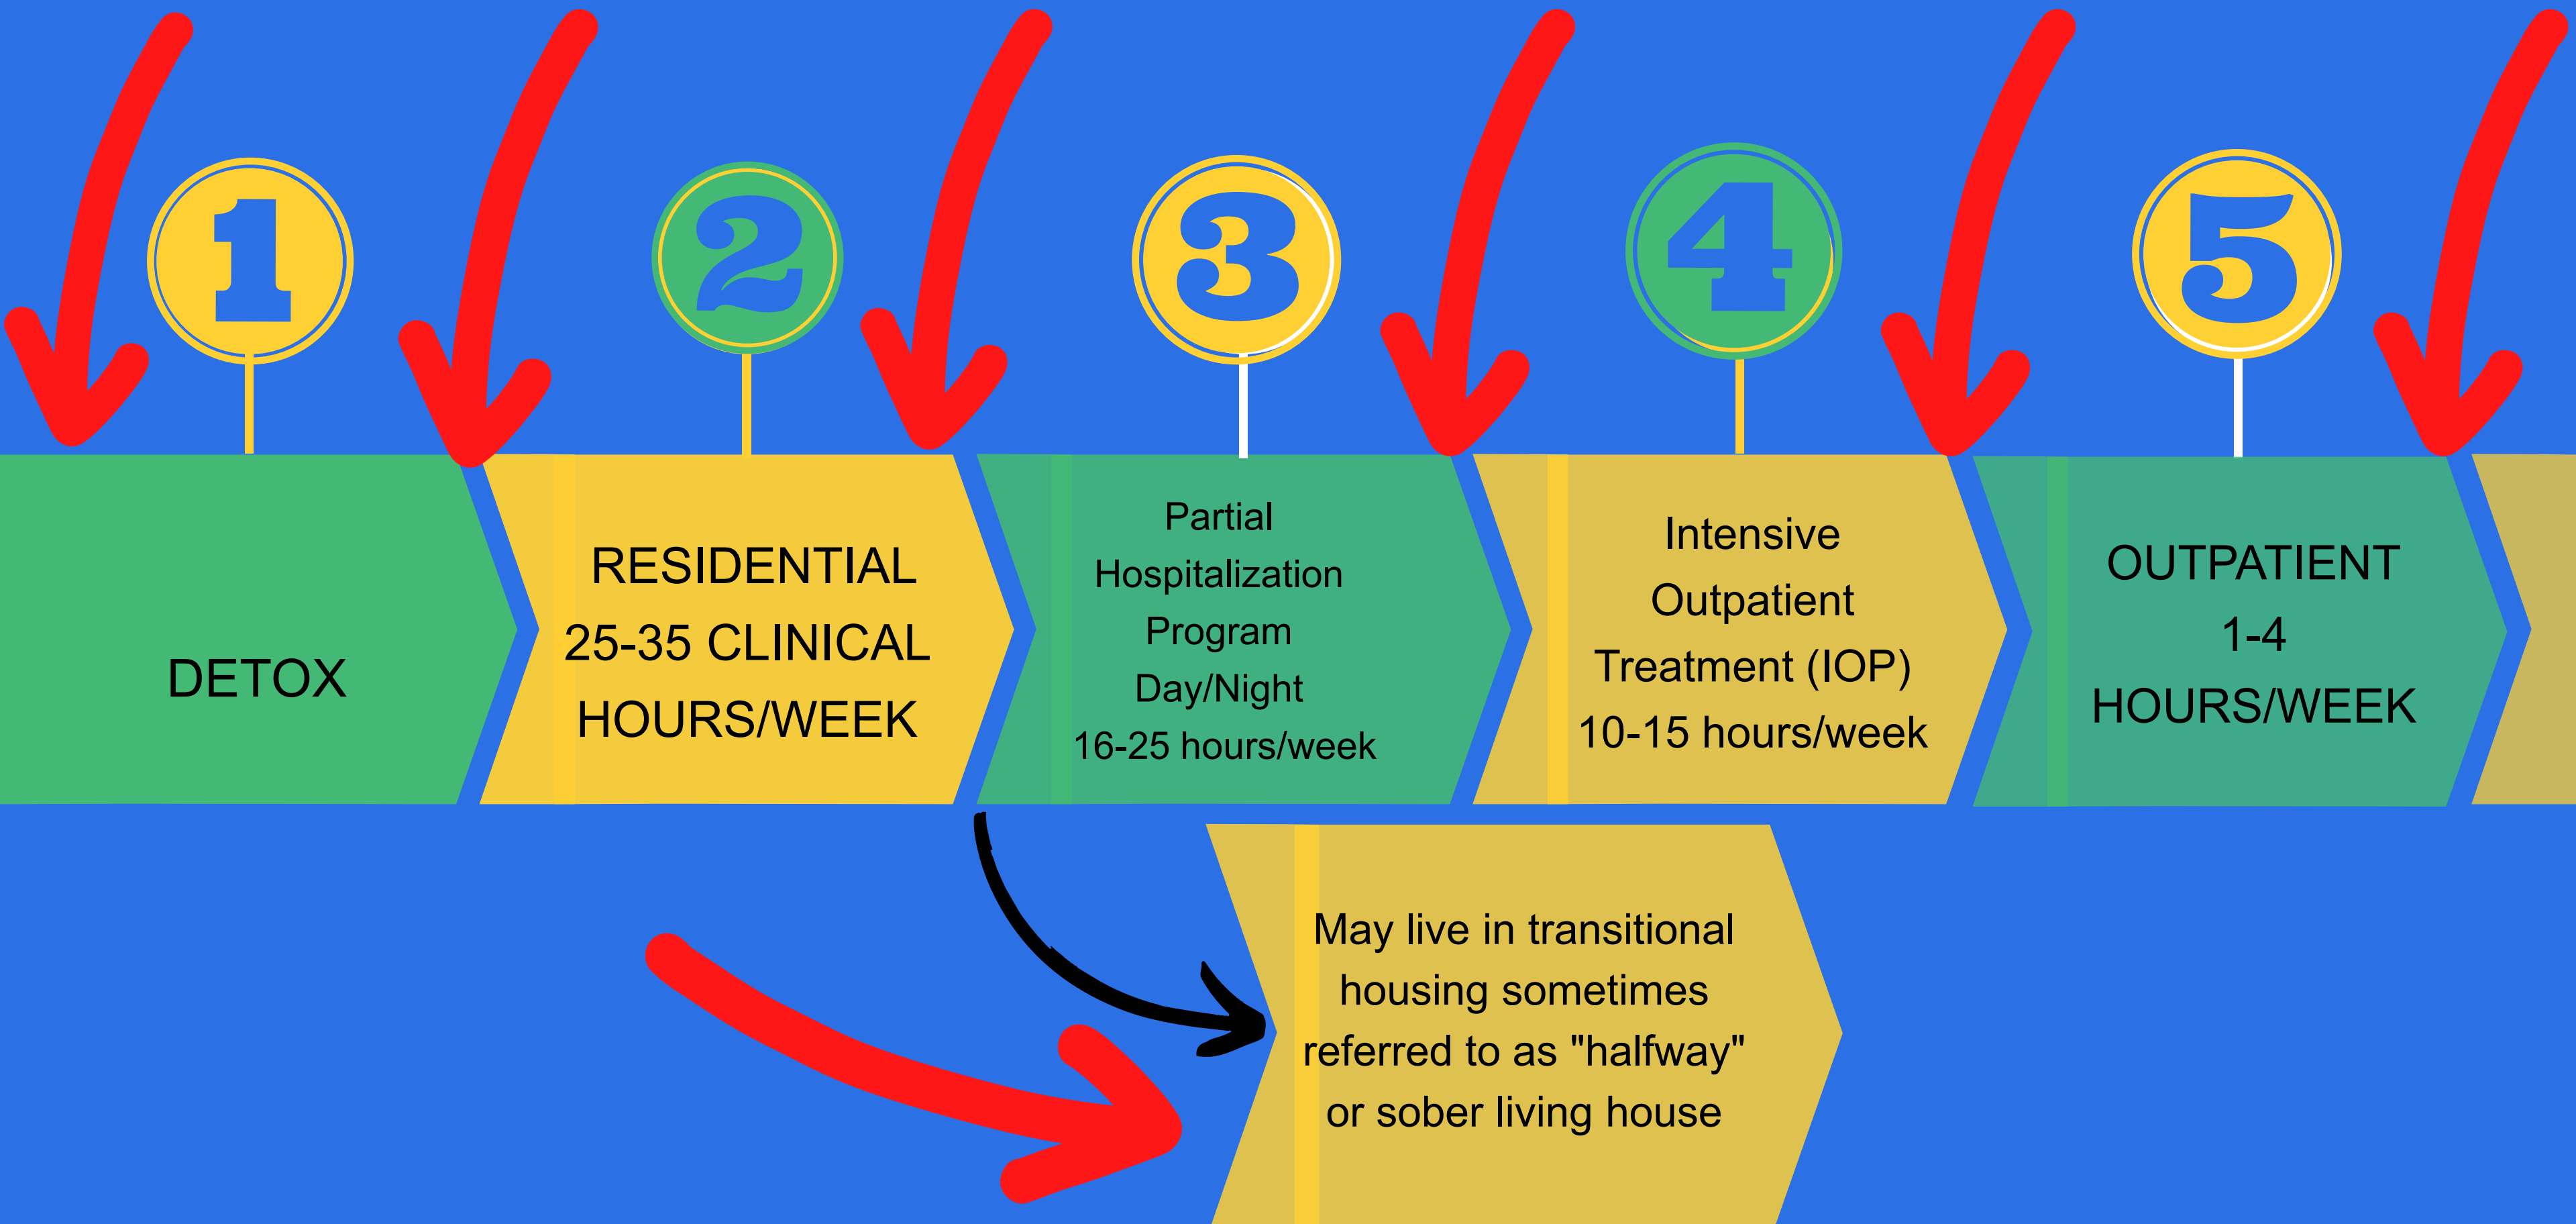 1
2
3
4
5
DETOX
RESIDENTIAL
25-35 CLINICAL
HOURS/WEEK
Partial
Hospitalization
Program
Day/Night
16-25 hours/week
Intensive
Outpatient
Treatment (IOP)
10-15 hours/week
OUTPATIENT
1-4
HOURS/WEEK
May live in transitional
housing sometimes
referred to as "halfway"
or sober living house